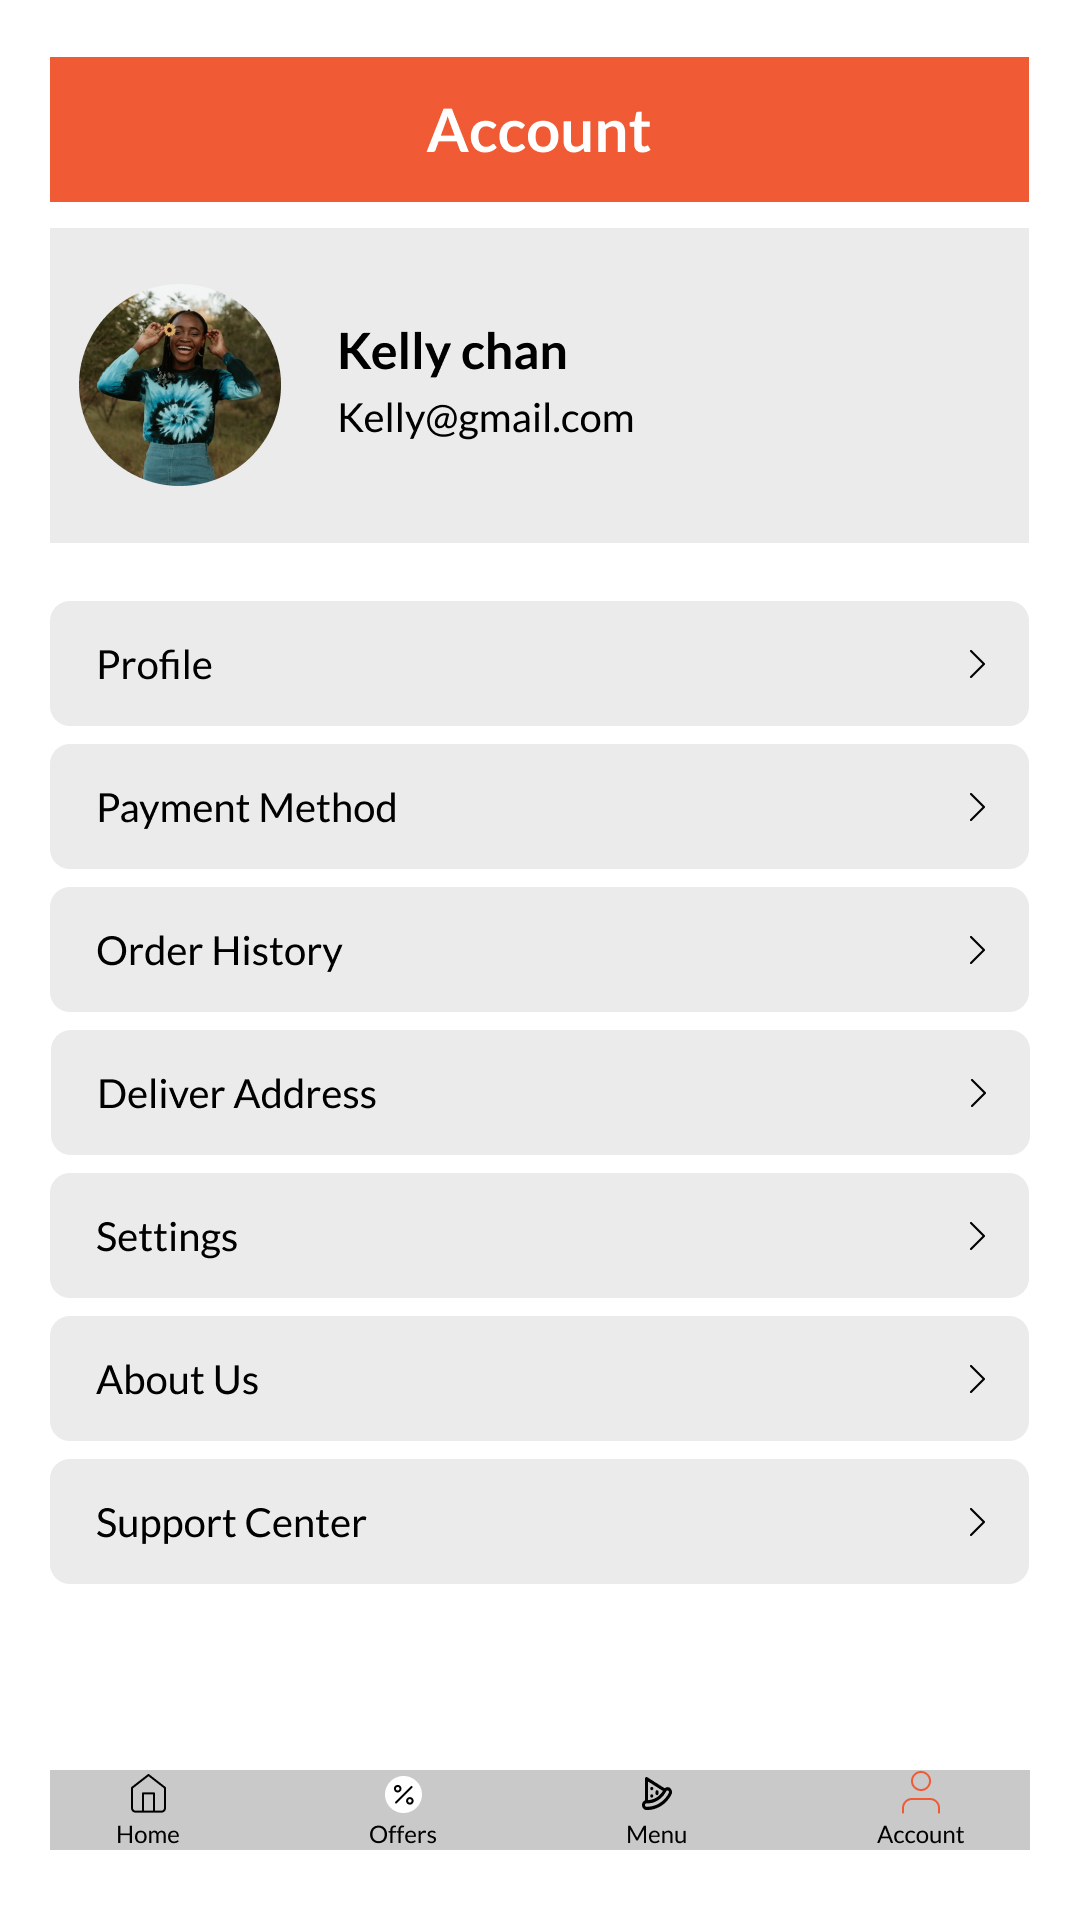 Account
Kelly chan
Kelly@gmail.com
Profile
Payment Method
Order History
Deliver Address
Settings
About Us
Support Center
Home
Offers
Menu
Account